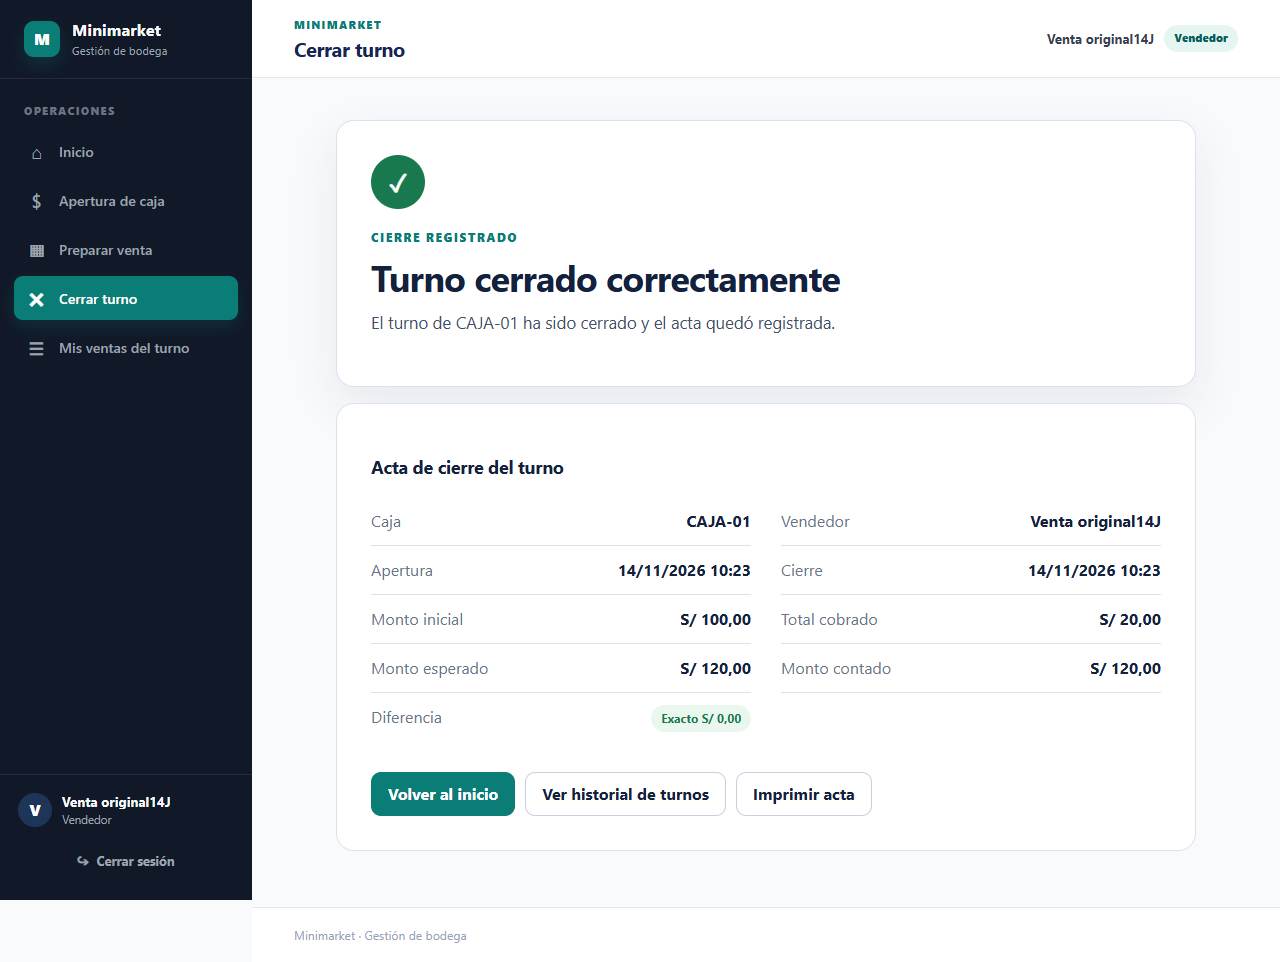 M
Minimarket
Gestión de bodega
OPERACIONES
Inicio
$ Apertura de caja
Preparar venta
Cerrar turno
Mis ventas del turno
V
Venta original14J
Vendedor
Cerrar sesión
MINIMARKET
Cerrar turno
Venta original14J Vendedor
CIERRE REGISTRADO
Turno cerrado correctamente
El turno de CAJA-01 ha sido cerrado y el acta quedó registrada.
Acta de cierre del turno
Caja CAJA-01 Vendedor Venta original14J
Apertura 14/11/2026 10:23 Cierre 14/11/2026 10:23
Monto inicial S/ 100,00 Total cobrado S/ 20,00
Monto esperado S/ 120,00 Monto contado S/ 120,00
Diferencia Exacto S/ 0,00
Volver al inicio Ver historial de turnos Imprimir acta
Minimarket · Gestión de bodega